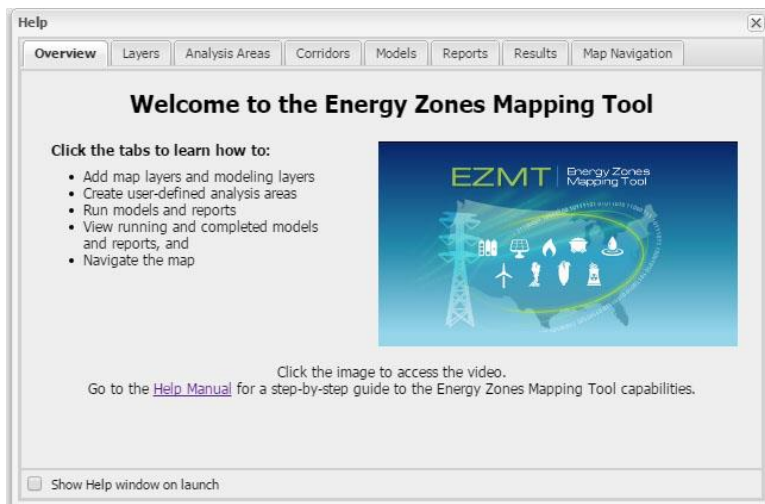 Help
Overview
Layers
Analysis Areas
Corridors
Models
Reports
Results
Map Navigation
Welcome to the Energy Zones Mapping Tool
Click the tabs to learn how to:
• Add map layers and modeling layers
• Create user-defined analysis areas
• Run models and reports
• View running and completed models
and reports, and
• Navigate the map
EZMT | Energy Zones
Mapping Tool
Click the image to access the video.
Go to the Help Manual for a step-by-step guide to the Energy Zones Mapping Tool capabilities.
Show Help window on launch